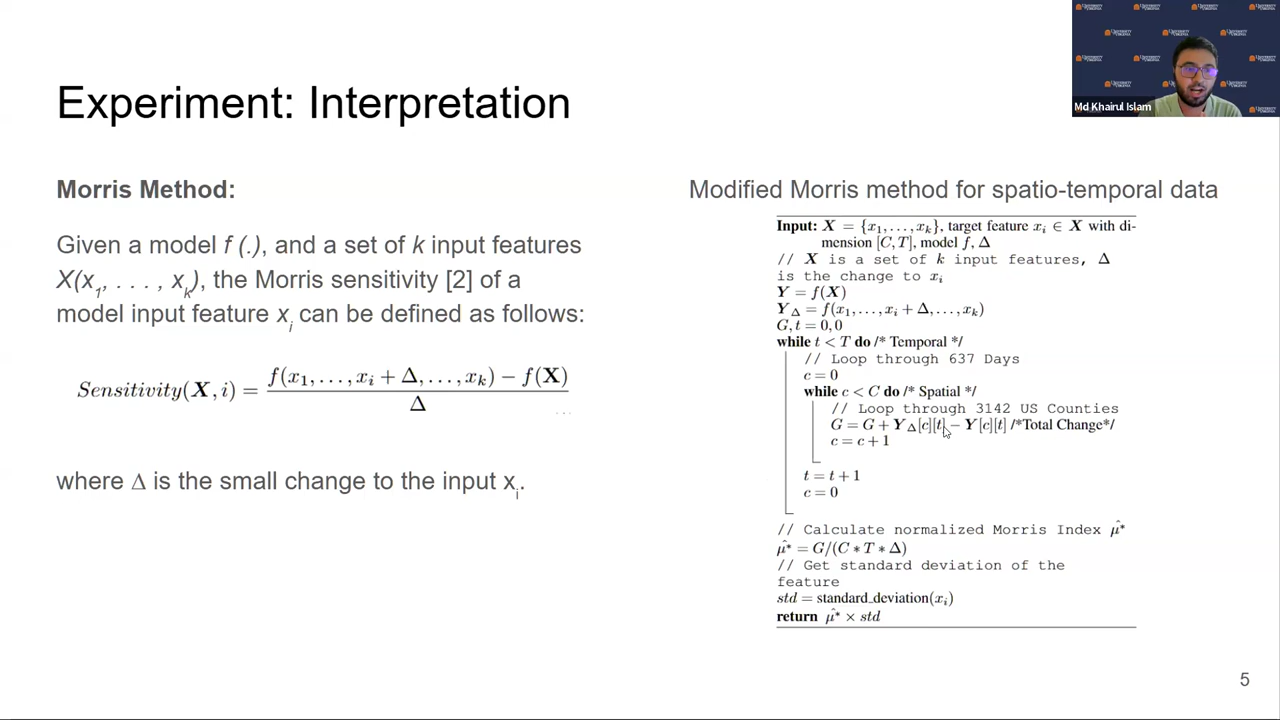 Experiment: Interpretation
Md Khairul Islam
Morris Method:
Given a model f (.), and a set of k input features
X(x₁, . . . , xₖ), the Morris sensitivity [2] of a
model input feature xᵢ can be defined as follows:
Sensitivity(X, i) = f(x₁, . . . , xᵢ + Δ, . . . , xₖ) − f(X) / Δ
where Δ is the small change to the input xᵢ.
Modified Morris method for spatio-temporal data
Input: X = {x₁, . . . , xₖ}, target feature xᵢ ∈ X with di-
mension [C, T], model f, Δ
// X is a set of k input features, Δ
is the change to xᵢ
Y = f(X)
Y_Δ = f(x₁, . . . , xᵢ + Δ, . . . , xₖ)
G, t = 0, 0
while t < T do /* Temporal */
// Loop through 637 Days
c = 0
while c < C do /* Spatial */
// Loop through 3142 US Counties
G = G + Y_Δ[c][t] − Y[c][t] /*Total Change*/
c = c + 1
t = t + 1
c = 0
// Calculate normalized Morris Index μ̂*
μ̂* = G/(C * T * Δ)
// Get standard deviation of the
feature
std = standard_deviation(xᵢ)
return μ̂* × std
5